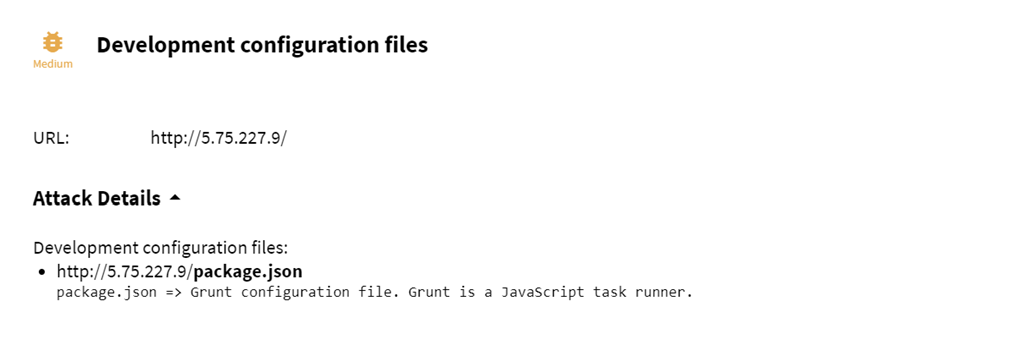 Development configuration files
Medium
URL: http://5.75.227.9/
Attack Details
Development configuration files:
• http://5.75.227.9/package.json
package.json => Grunt configuration file. Grunt is a JavaScript task runner.